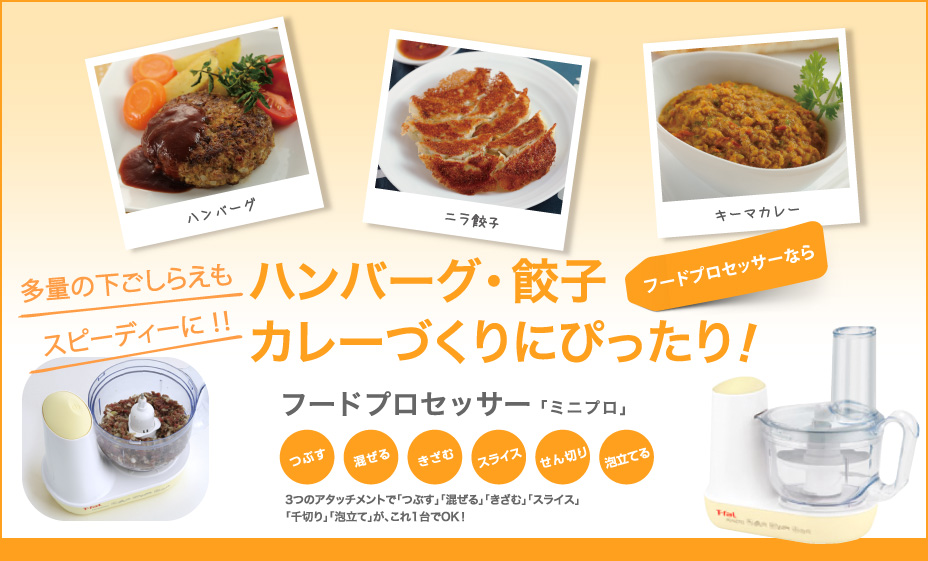 ハンバーグ
ニラ餃子
キーマカレー
多量の下ごしらえも
スピーディーに!!
フードプロセッサーなら
ハンバーグ・餃子
カレーづくりにぴったり!
フードプロセッサー「ミニプロ」
つぶす 混ぜる きざむ スライス せん切り 泡立てる
3つのアタッチメントで「つぶす」「混ぜる」「きざむ」「スライス」
「千切り」「泡立て」が、これ1台でOK!
T-fal
T-fal